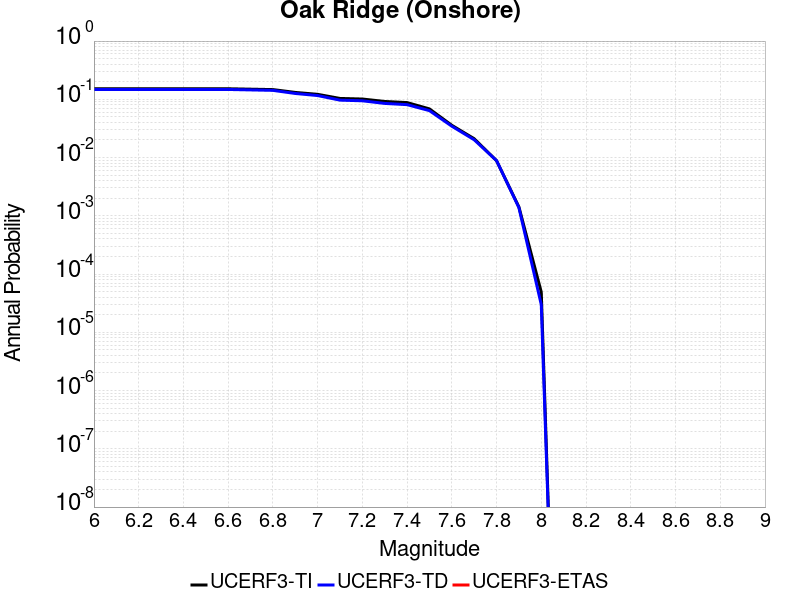 Oak Ridge (Onshore)
10^0
10^-1
10^-2
10^-3
10^-4
10^-5
10^-6
10^-7
10^-8
Annual Probability
6 6.2 6.4 6.6 6.8 7 7.2 7.4 7.6 7.8 8 8.2 8.4 8.6 8.8 9
Magnitude
UCERF3-TI UCERF3-TD UCERF3-ETAS